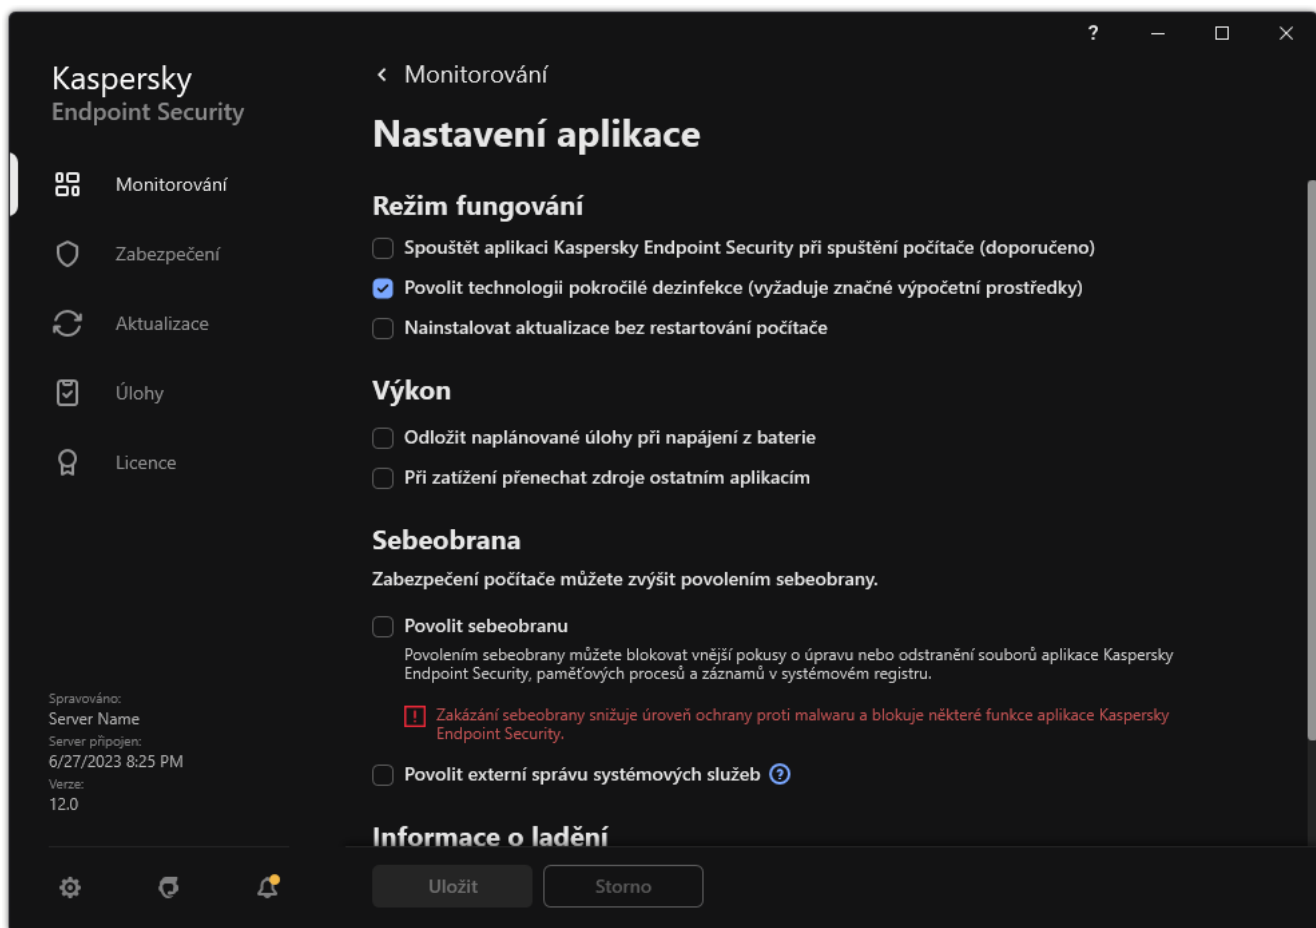 ?
Kaspersky
Endpoint Security
Monitorování
Zabezpečení
Aktualizace
Úlohy
Licence
Spravováno:
Server Name
Server připojen:
6/27/2023 8:25 PM
Verze:
12.0
Monitorování
Nastavení aplikace
Režim fungování
Spouštět aplikaci Kaspersky Endpoint Security při spuštění počítače (doporučeno)
Povolit technologii pokročilé dezinfekce (vyžaduje značné výpočetní prostředky)
Nainstalovat aktualizace bez restartování počítače
Výkon
Odložit naplánované úlohy při napájení z baterie
Při zatížení přenechat zdroje ostatním aplikacím
Sebeobrana
Zabezpečení počítače můžete zvýšit povolením sebeobrany.
Povolit sebeobranu
Povolením sebeobrany můžete blokovat vnější pokusy o úpravu nebo odstranění souborů aplikace Kaspersky
Endpoint Security, paměťových procesů a záznamů v systémovém registru.
! Zakázání sebeobrany snižuje úroveň ochrany proti malwaru a blokuje některé funkce aplikace Kaspersky
Endpoint Security.
Povolit externí správu systémových služeb ?
Informace o ladění
Uložit
Storno